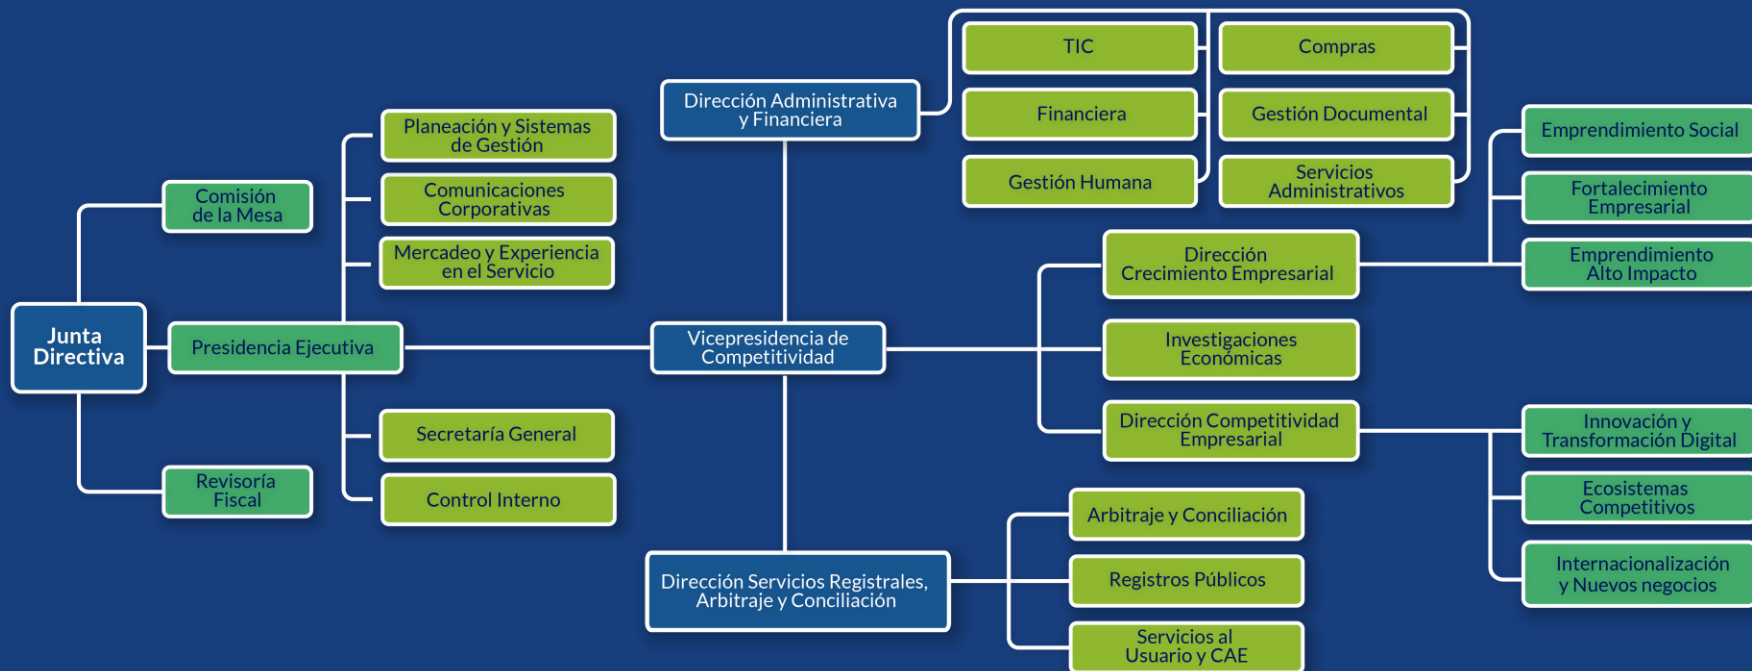 Junta
Directiva
Comisión
de la Mesa
Presidencia Ejecutiva
Revisoría
Fiscal
Planeación y Sistemas
de Gestión
Comunicaciones
Corporativas
Mercadeo y Experiencia
en el Servicio
Secretaría General
Control Interno
Dirección Administrativa
y Financiera
Vicepresidencia de
Competitividad
Dirección Servicios Registrales,
Arbitraje y Conciliación
TIC
Financiera
Gestión Humana
Compras
Gestión Documental
Servicios
Administrativos
Dirección
Crecimiento Empresarial
Investigaciones
Económicas
Dirección Competitividad
Empresarial
Arbitraje y Conciliación
Registros Públicos
Servicios al
Usuario y CAE
Emprendimiento Social
Fortalecimiento
Empresarial
Emprendimiento
Alto Impacto
Innovación y
Transformación Digital
Ecosistemas
Competitivos
Internacionalización
y Nuevos negocios